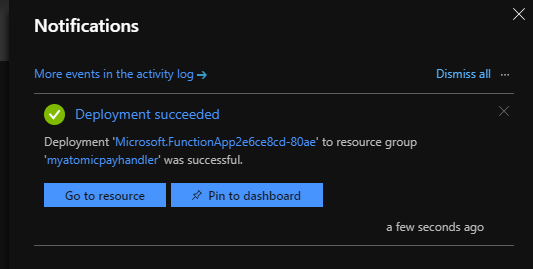 Notifications
More events in the activity log →
Dismiss all ...
Deployment succeeded
Deployment 'Microsoft.FunctionApp2e6ce8cd-80ae' to resource group
'myatomicpayhandler' was successful.
Go to resource
Pin to dashboard
a few seconds ago